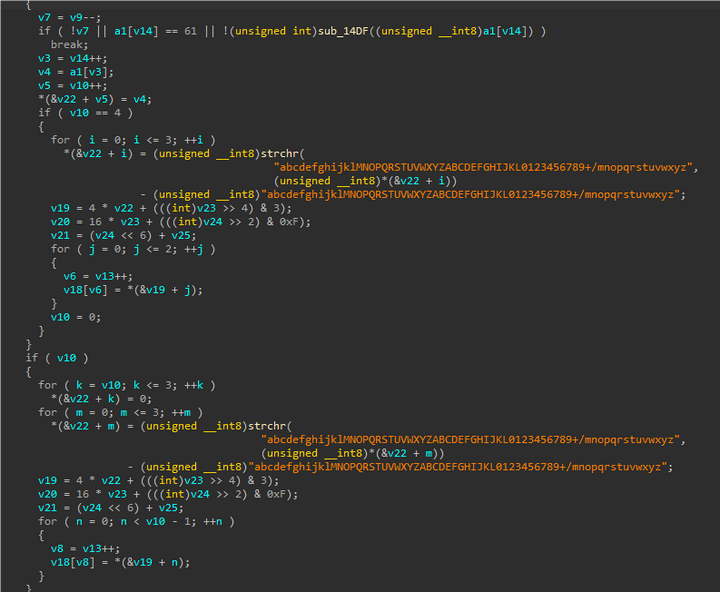 {
v7 = v9--;
if ( !v7 || a1[v14] == 61 || !(unsigned int)sub_14DF((unsigned __int8)a1[v14]) )
break;
v3 = v14++;
v4 = a1[v3];
v5 = v10++;
*(&v22 + v5) = v4;
if ( v10 == 4 )
{
for ( i = 0; i <= 3; ++i )
*(&v22 + i) = (unsigned __int8)strchr(
"abcdefghijklMNOPQRSTUVWXYZABCDEFGHIJKL0123456789+/mnopqrstuvwxyz",
(unsigned __int8)*(&v22 + i))
- (unsigned __int8)"abcdefghijklMNOPQRSTUVWXYZABCDEFGHIJKL0123456789+/mnopqrstuvwxyz";
v19 = 4 * v22 + (((int)v23 >> 4) & 3);
v20 = 16 * v23 + (((int)v24 >> 2) & 0xF);
v21 = (v24 << 6) + v25;
for ( j = 0; j <= 2; ++j )
{
v6 = v13++;
v18[v6] = *(&v19 + j);
}
v10 = 0;
}
}
if ( v10 )
{
for ( k = v10; k <= 3; ++k )
*(&v22 + k) = 0;
for ( m = 0; m <= 3; ++m )
*(&v22 + m) = (unsigned __int8)strchr(
"abcdefghijklMNOPQRSTUVWXYZABCDEFGHIJKL0123456789+/mnopqrstuvwxyz",
(unsigned __int8)*(&v22 + m))
- (unsigned __int8)"abcdefghijklMNOPQRSTUVWXYZABCDEFGHIJKL0123456789+/mnopqrstuvwxyz";
v19 = 4 * v22 + (((int)v23 >> 4) & 3);
v20 = 16 * v23 + (((int)v24 >> 2) & 0xF);
v21 = (v24 << 6) + v25;
for ( n = 0; n < v10 - 1; ++n )
{
v8 = v13++;
v18[v8] = *(&v19 + n);
}
}